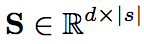 𝐒 ∈ ℝ^{d×|s|}